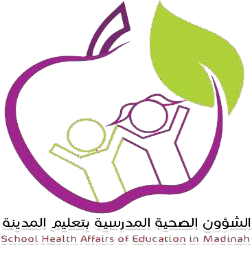 الشؤون الصحية المدرسية بتعليم المدينة
School Health Affairs of Education in Madinah